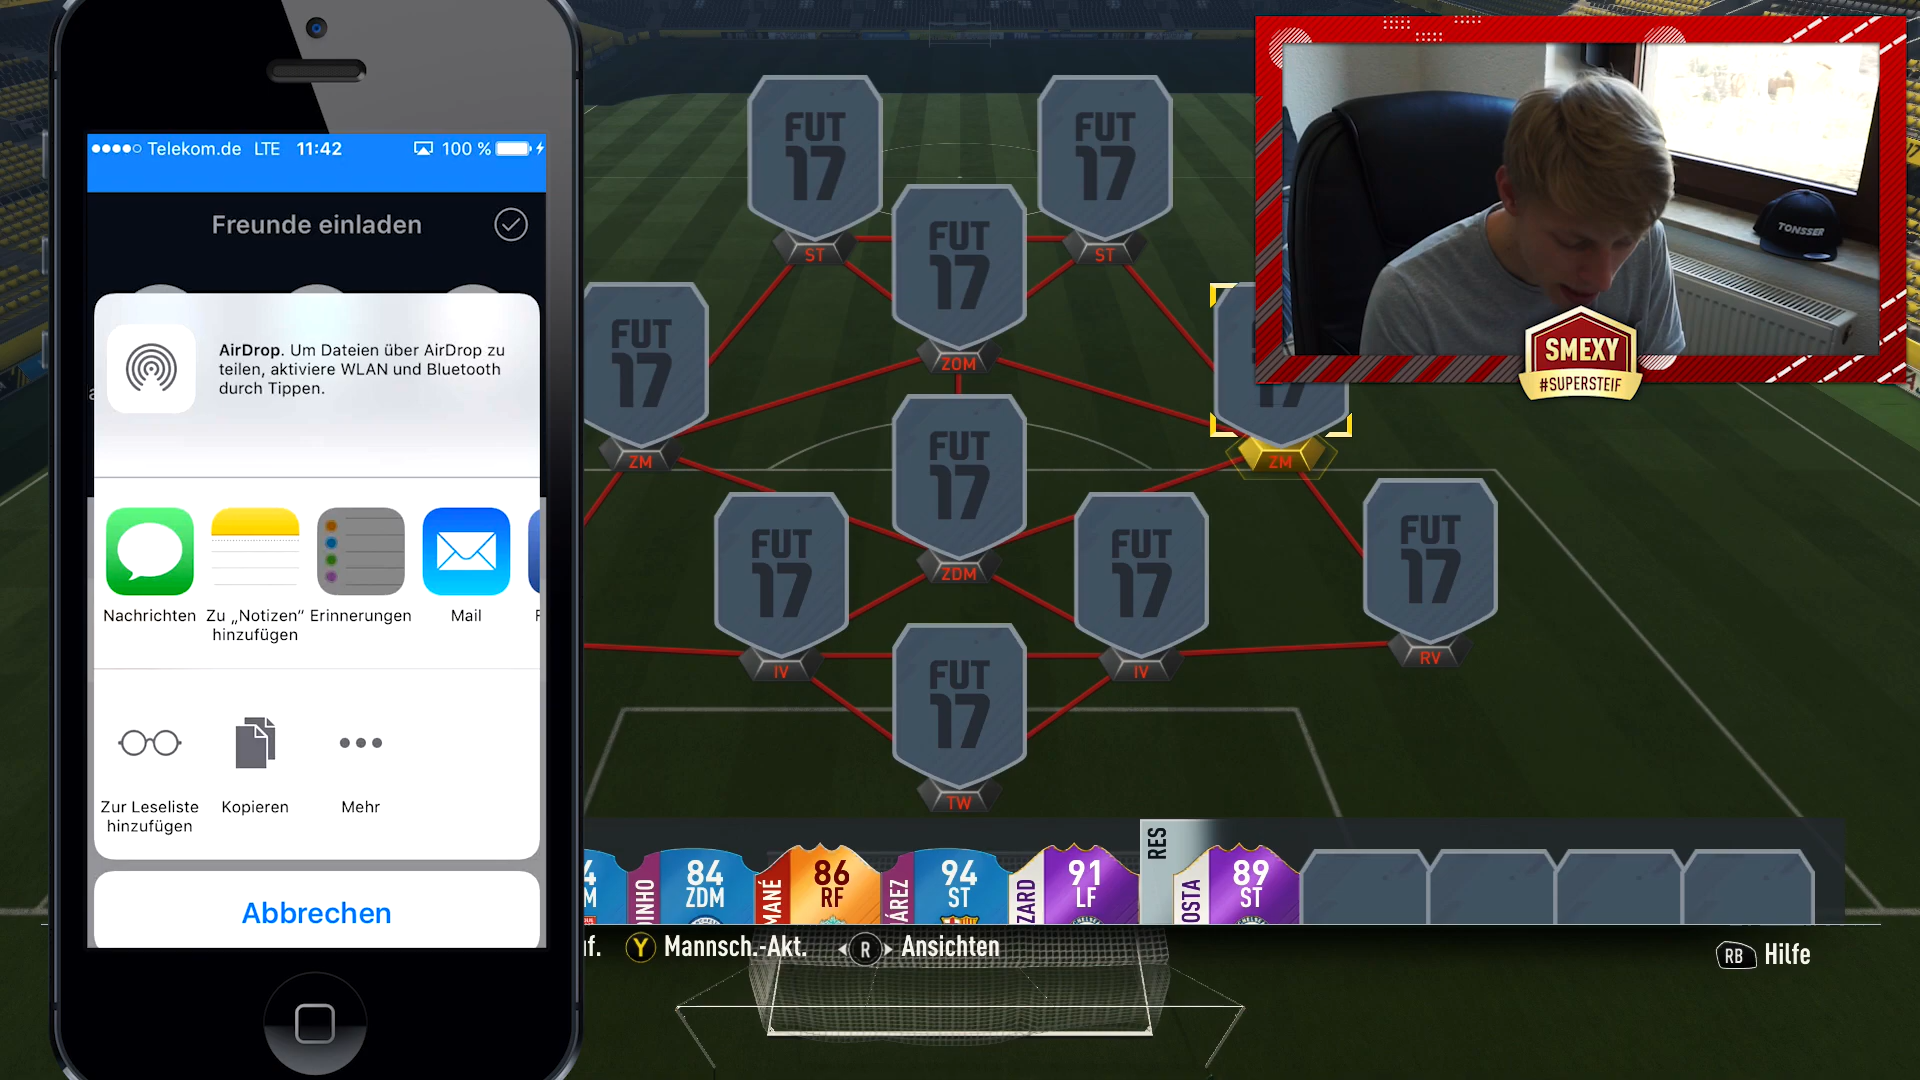 Telekom.de LTE 11:42 100 %
Freunde einladen
AirDrop. Um Dateien über AirDrop zu
teilen, aktiviere WLAN und Bluetooth
durch Tippen.
Nachrichten
Zu „Notizen“
hinzufügen
Erinnerungen
Mail
Zur Leseliste
hinzufügen
Kopieren
Mehr
Abbrechen
FUT
17
ST
FUT
17
ST
FUT
17
ZOM
FUT
17
ZM
17
ZM
FUT
17
ZDM
FUT
17
IV
FUT
17
IV
FUT
17
RV
FUT
17
TW
TONSSER
SMEXY
#SUPERSTEIF
4
M
INHO
84
ZDM
MANÉ
86
RF
ÁREZ
94
ST
ZARD
91
LF
RES
OSTA
89
ST
uf.
Y Mannsch.-Akt.
R Ansichten
RB Hilfe